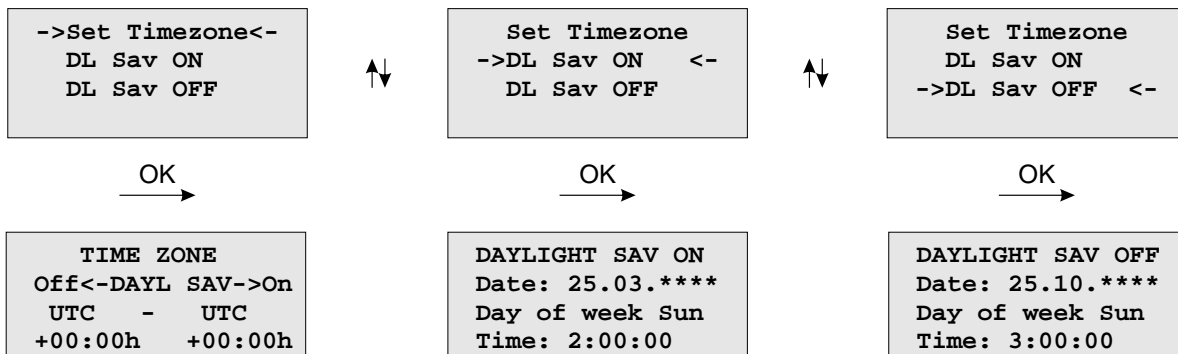 ->Set Timezone<-
DL Sav ON
DL Sav OFF
Set Timezone
->DL Sav ON <-
DL Sav OFF
Set Timezone
DL Sav ON
->DL Sav OFF <-
OK
OK
OK
TIME ZONE
Off<-DAYL SAV->On
UTC - UTC
+00:00h +00:00h
DAYLIGHT SAV ON
Date: 25.03.****
Day of week Sun
Time: 2:00:00
DAYLIGHT SAV OFF
Date: 25.10.****
Day of week Sun
Time: 3:00:00